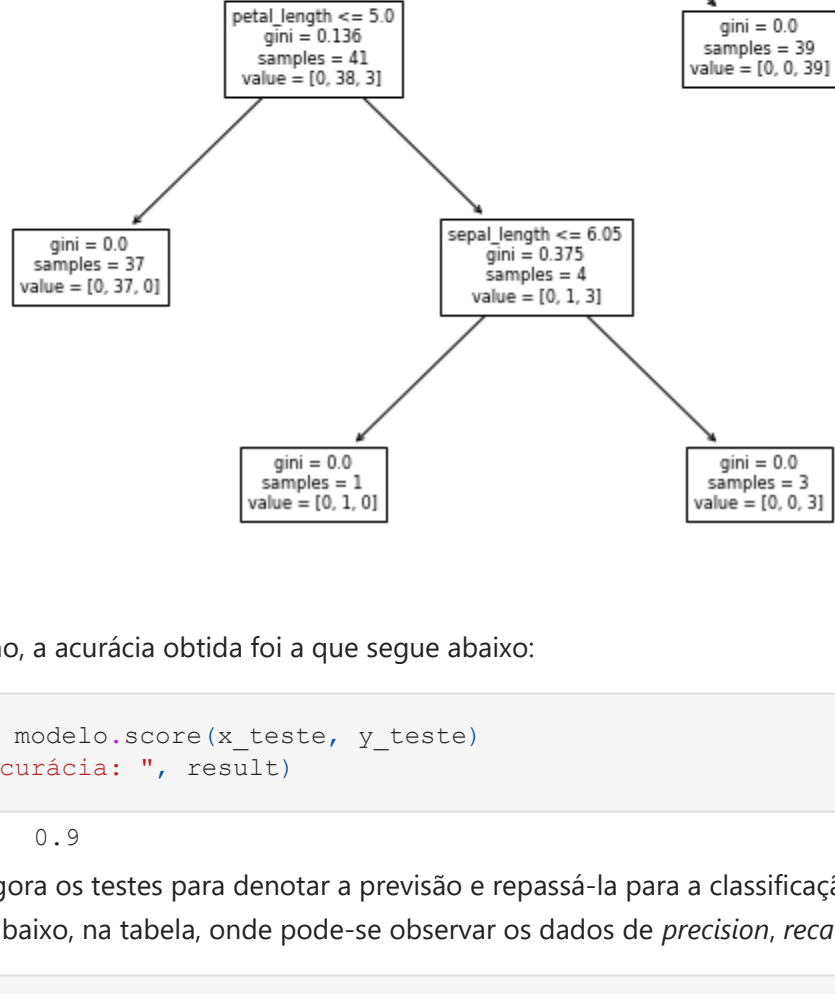 petal_length <= 5.0
gini = 0.136
samples = 41
value = [0, 38, 3]
gini = 0.0
samples = 39
value = [0, 0, 39]
gini = 0.0
samples = 37
value = [0, 37, 0]
sepal_length <= 6.05
gini = 0.375
samples = 4
value = [0, 1, 3]
gini = 0.0
samples = 1
value = [0, 1, 0]
gini = 0.0
samples = 3
value = [0, 0, 3]
o, a acurácia obtida foi a que segue abaixo:
modelo.score(x_teste, y_teste)
curácia: ", result)
0.9
gora os testes para denotar a previsão e repassá-la para a classificaçã
baixo, na tabela, onde pode-se observar os dados de precision, reca